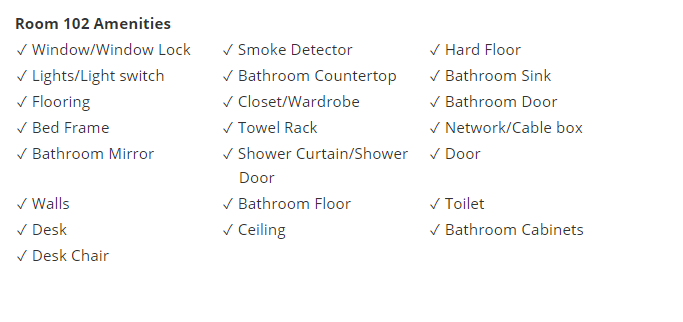 Room 102 Amenities
✓ Window/Window Lock ✓ Smoke Detector ✓ Hard Floor
✓ Lights/Light switch ✓ Bathroom Countertop ✓ Bathroom Sink
✓ Flooring ✓ Closet/Wardrobe ✓ Bathroom Door
✓ Bed Frame ✓ Towel Rack ✓ Network/Cable box
✓ Bathroom Mirror ✓ Shower Curtain/Shower ✓ Door
Door
✓ Walls ✓ Bathroom Floor ✓ Toilet
✓ Desk ✓ Ceiling ✓ Bathroom Cabinets
✓ Desk Chair